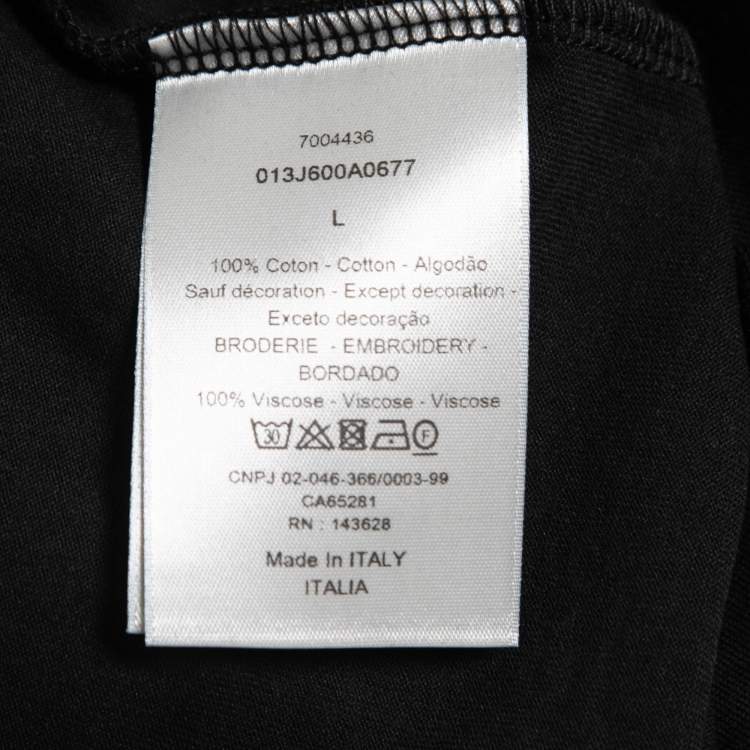 7004436
013J600A0677
L
100% Coton - Cotton - Algodão
Sauf décoration - Except decoration -
Exceto decoração
BRODERIE - EMBROIDERY -
BORDADO
100% Viscose - Viscose - Viscose
30 F
CNPJ 02-046-366/0003-99
CA65281
RN : 143628
Made In ITALY
ITALIA